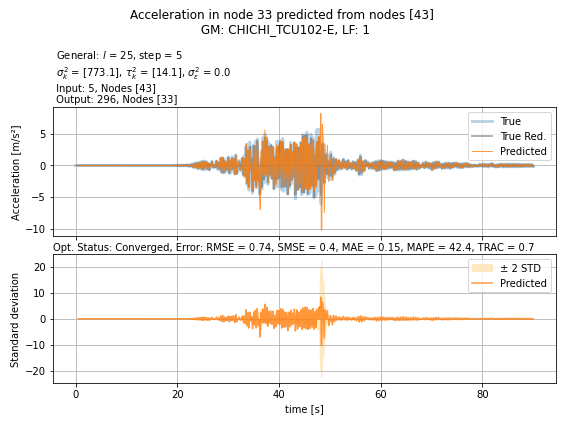 Acceleration in node 33 predicted from nodes [43]
GM: CHICHI_TCU102-E, LF: 1
General: l = 25, step = 5
σ²ₖ = [773.1], τ²ₖ = [14.1], σ²ε = 0.0
Input: 5, Nodes [43]
Output: 296, Nodes [33]
Acceleration [m/s²]
5
0
−5
−10
True
True Red.
Predicted
Opt. Status: Converged, Error: RMSE = 0.74, SMSE = 0.4, MAE = 0.15, MAPE = 42.4, TRAC = 0.7
Standard deviation
20
10
0
−10
−20
± 2 STD
Predicted
0 20 40 60 80
time [s]